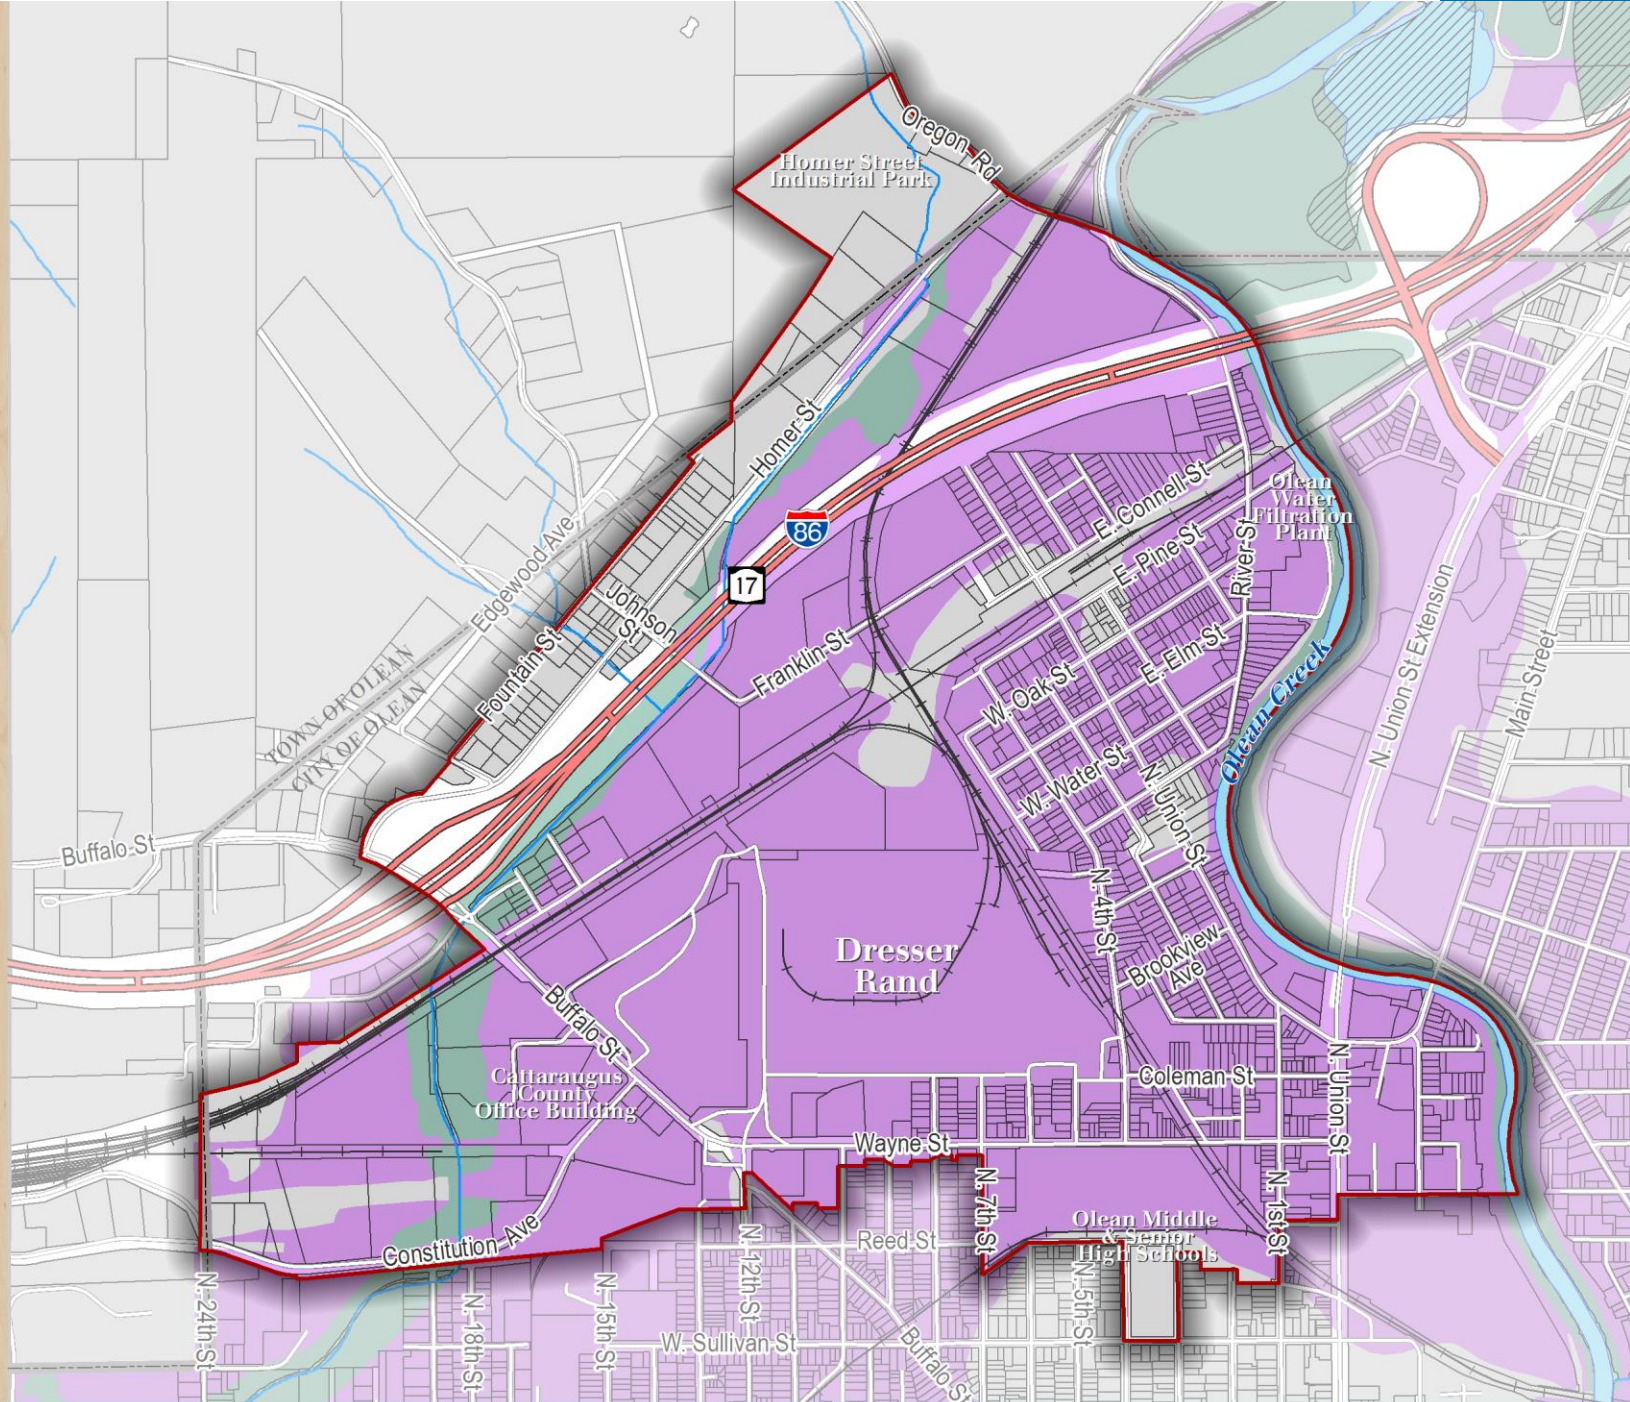 Oregon Rd
Homer Street
Industrial Park
Homer St
86
17
Olean
Water
Filtration
Plant
E. Connell St
E. Pine St
River St
Edgewood Ave
Johnson
St
Fountain St
Franklin St
E. Elm St
W. Oak St
TOWN OF OLEAN
CITY OF OLEAN
Olean Creek
N. Union St Extension
Main Street
W. Water St
N. Union St
Buffalo St
N. 4th St
Dresser
Rand
Brookview
Ave
Buffalo St
Cattaraugus
County
Office Building
Coleman St
N. Union St
Wayne St
N. 7th St
N. 1st St
Olean Middle
& Senior
High Schools
Constitution Ave
Reed St
N. 24th St
N. 18th St
N. 15th St
N. 12th St
N. 5th St
W. Sullivan St
Buffalo St